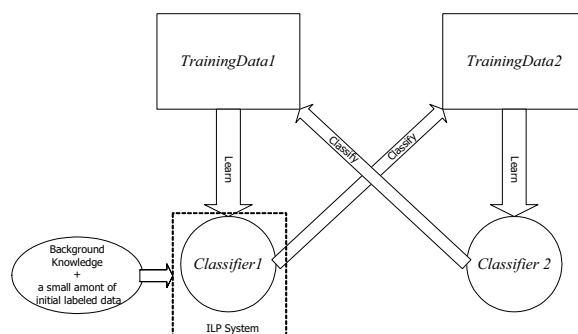 TrainingData1
TrainingData2
Learn
Classify
Classify
Learn
Background
Knowledge
+
a small amont of
initial labeled data
Classifier1
Classifier 2
ILP System